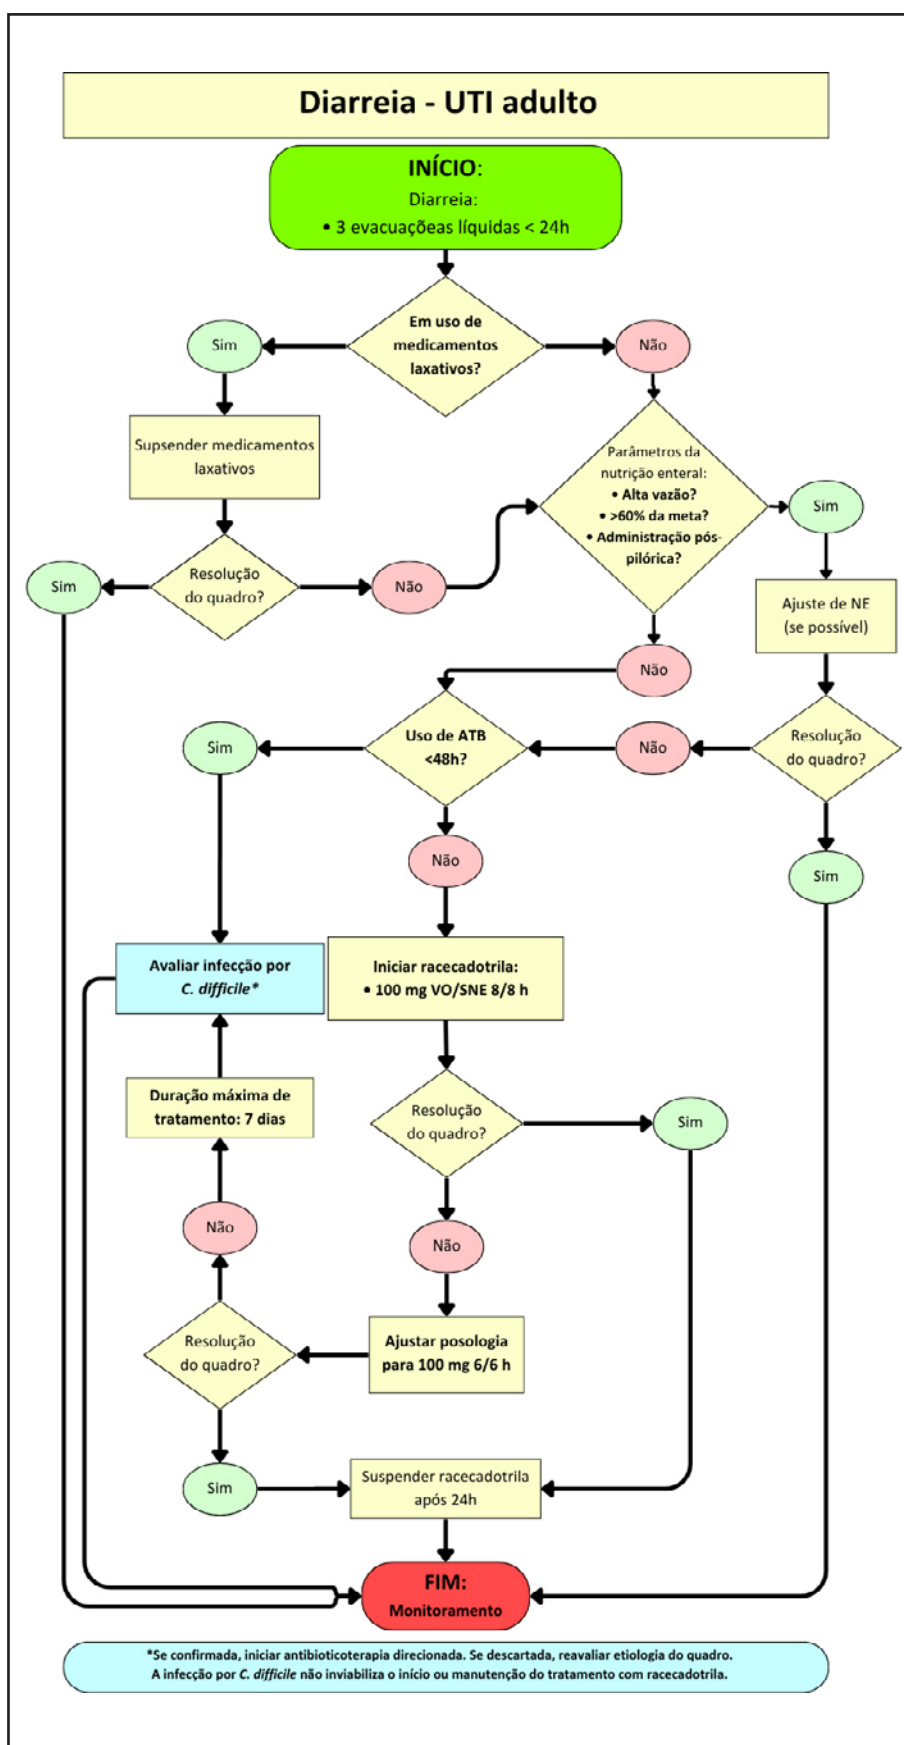 Diarreia - UTI adulto
INÍCIO:
Diarreia:
• 3 evacuaçõeas líquidas < 24h
Em uso de
medicamentos
laxativos?
Sim
Não
Supsender medicamentos
laxativos
Parâmetros da
nutrição enteral:
• Alta vazão?
• >60% da meta?
• Administração pós-
pilórica?
Sim
Resolução
do quadro?
Sim
Não
Ajuste de NE
(se possível)
Não
Uso de ATB
<48h?
Sim
Não
Resolução
do quadro?
Não
Sim
Avaliar infecção por
C. difficile*
Iniciar racecadotrila:
• 100 mg VO/SNE 8/8 h
Duração máxima de
tratamento: 7 dias
Resolução
do quadro?
Sim
Não
Não
Resolução
do quadro?
Ajustar posologia
para 100 mg 6/6 h
Sim
Suspender racecadotrila
após 24h
FIM:
Monitoramento
*Se confirmada, iniciar antibioticoterapia direcionada. Se descartada, reavaliar etiologia do quadro.
A infecção por C. difficile não inviabiliza o início ou manutenção do tratamento com racecadotrila.